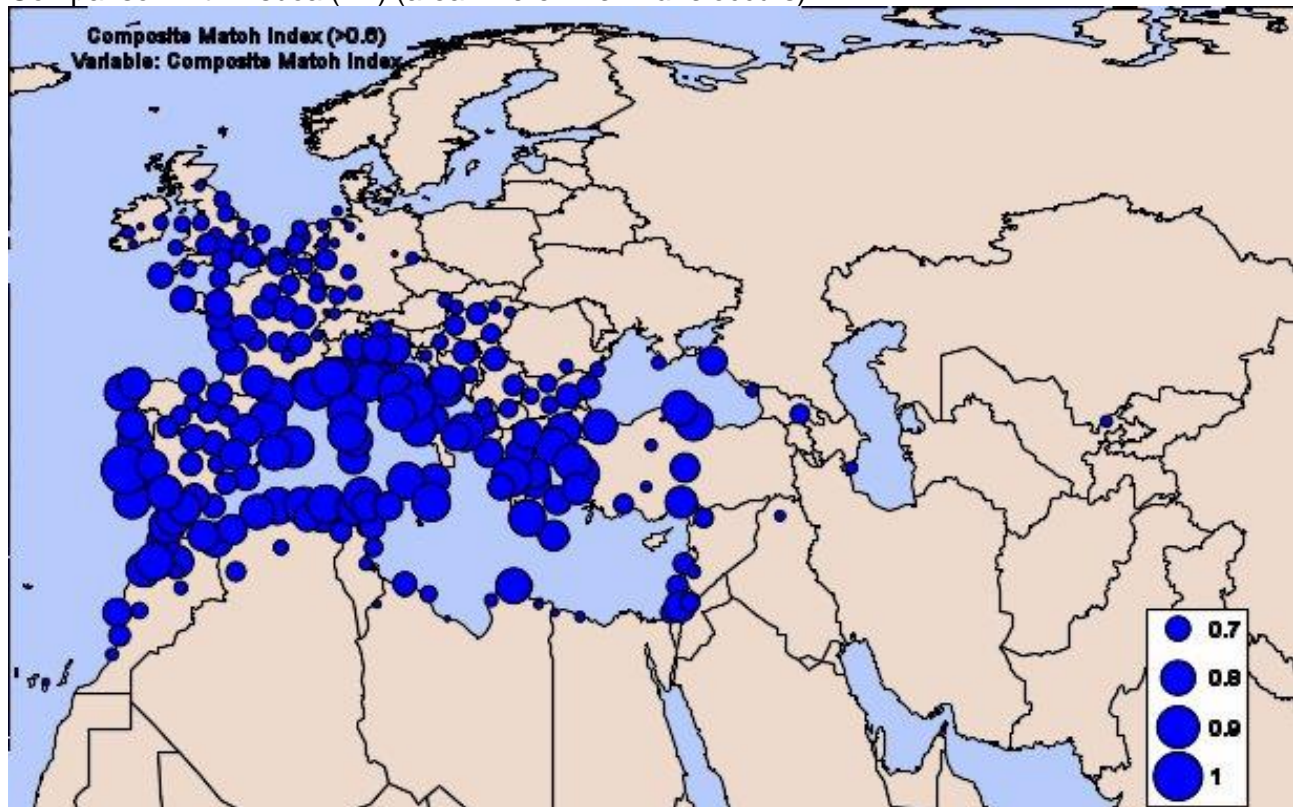 Composite Match Index (>0.6)
Variable: Composite Match Index
0.7
0.8
0.9
1